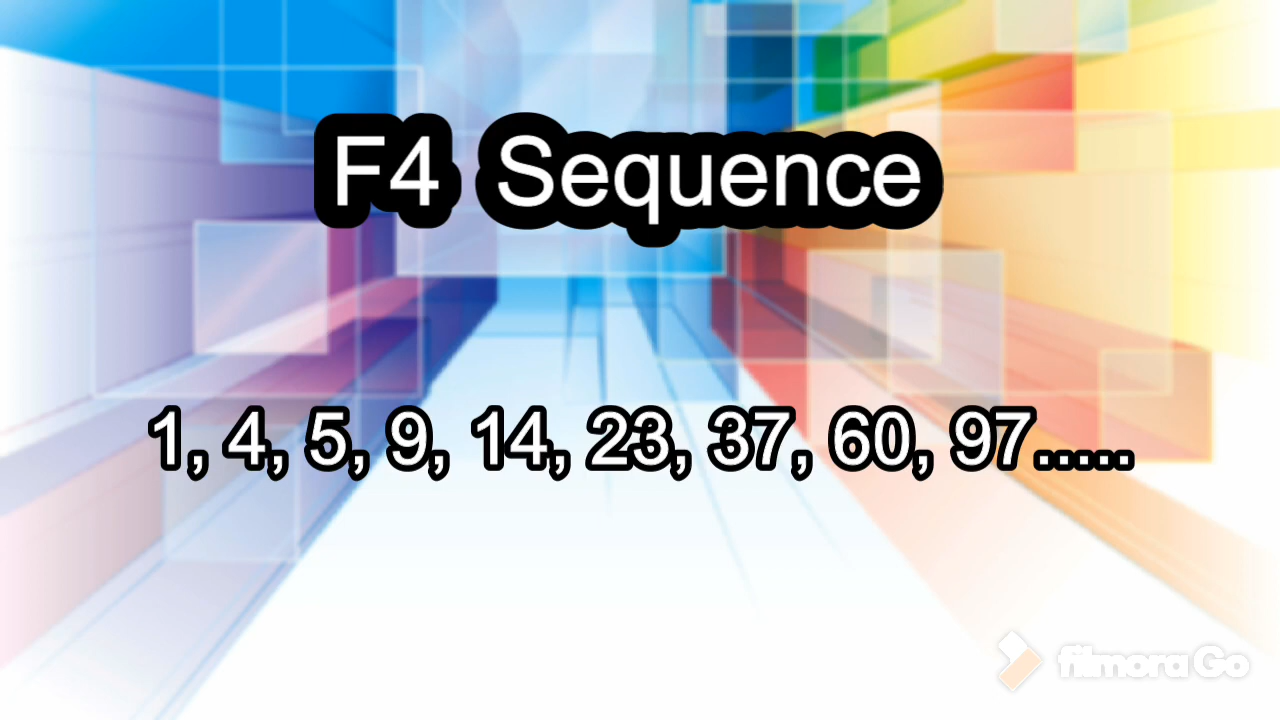 F4 Sequence
1, 4, 5, 9, 14, 23, 37, 60, 97.....
filmora Go